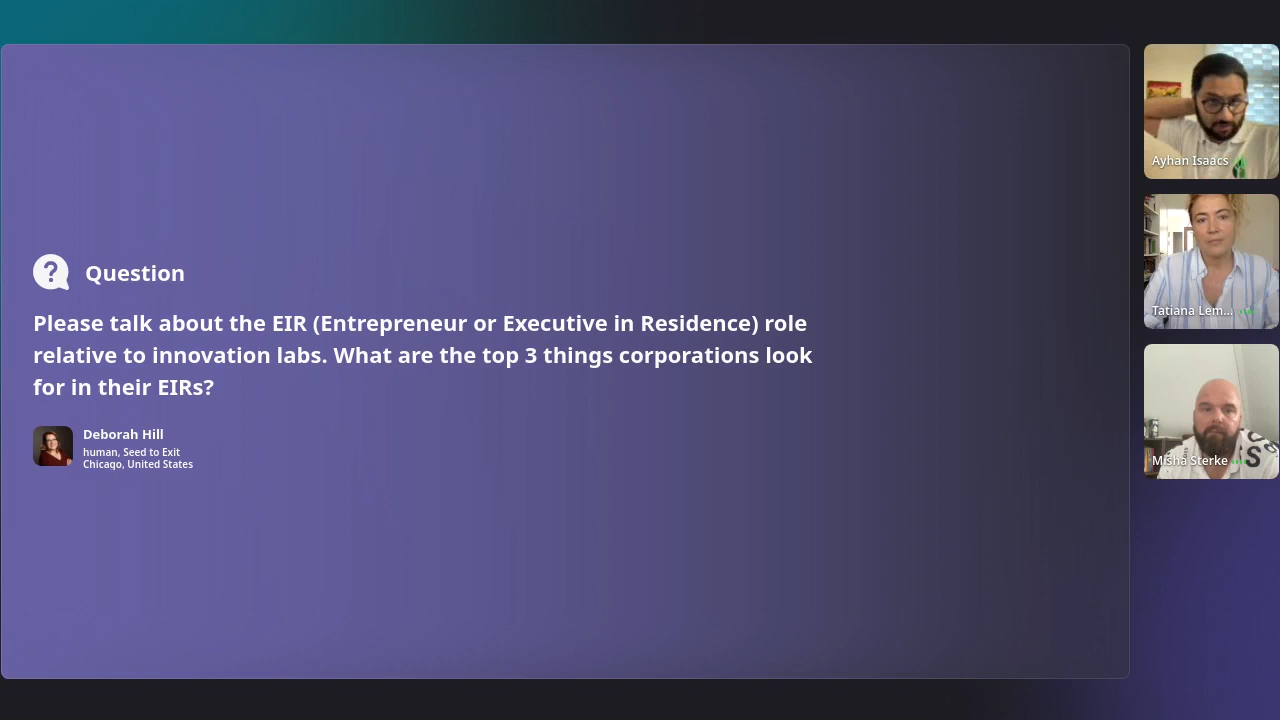 Question
Please talk about the EIR (Entrepreneur or Executive in Residence) role
relative to innovation labs. What are the top 3 things corporations look
for in their EIRs?
Deborah Hill
human, Seed to Exit
Chicago, United States
Ayhan Isaacs
Tatiana Lem...
Misha Sterke